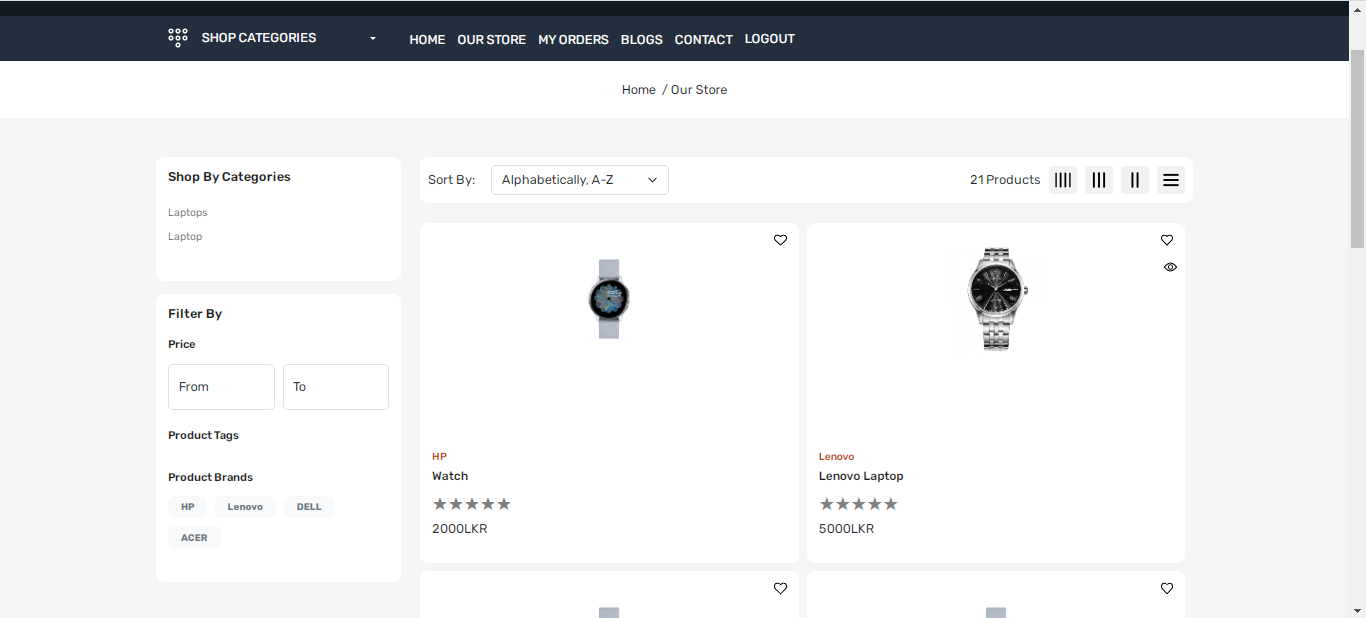 SHOP CATEGORIES HOME OUR STORE MY ORDERS BLOGS CONTACT LOGOUT
Home / Our Store
Shop By Categories
Laptops
Laptop
Filter By
Price
From To
Product Tags
Product Brands
HP Lenovo DELL
ACER
Sort By: Alphabetically, A-Z 21 Products
HP
Watch
2000LKR
Lenovo
Lenovo Laptop
5000LKR